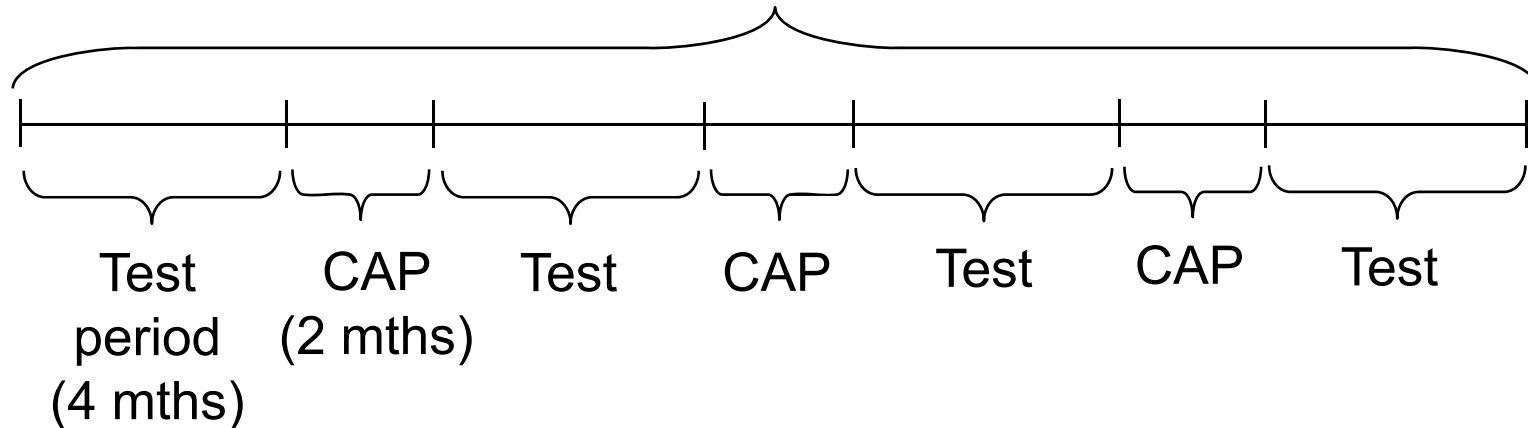 Test
period
(4 mths)
CAP
(2 mths)
Test
CAP
Test
CAP
Test